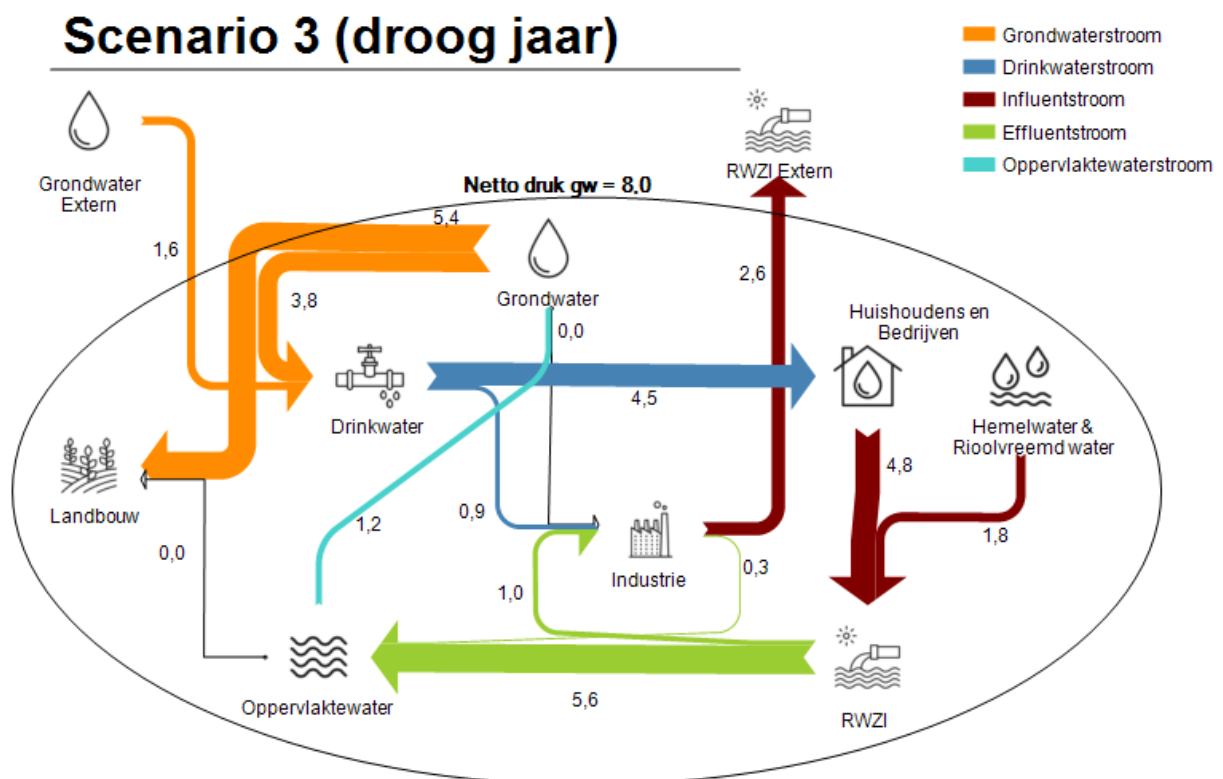 Scenario 3 (droog jaar)
Grondwaterstroom
Drinkwaterstroom
Influentstroom
Effluentstroom
Oppervlaktewaterstroom
Grondwater
Extern
RWZI Extern
Netto druk gw = 8,0
5,4
1,6
3,8
Grondwater
0,0
2,6
Huishoudens en
Bedrijven
Drinkwater
4,5
Hemelwater &
Rioolvreemd water
4,8
Landbouw
0,0
1,2
0,9
Industrie
1,0
0,3
1,8
Oppervlaktewater
5,6
RWZI